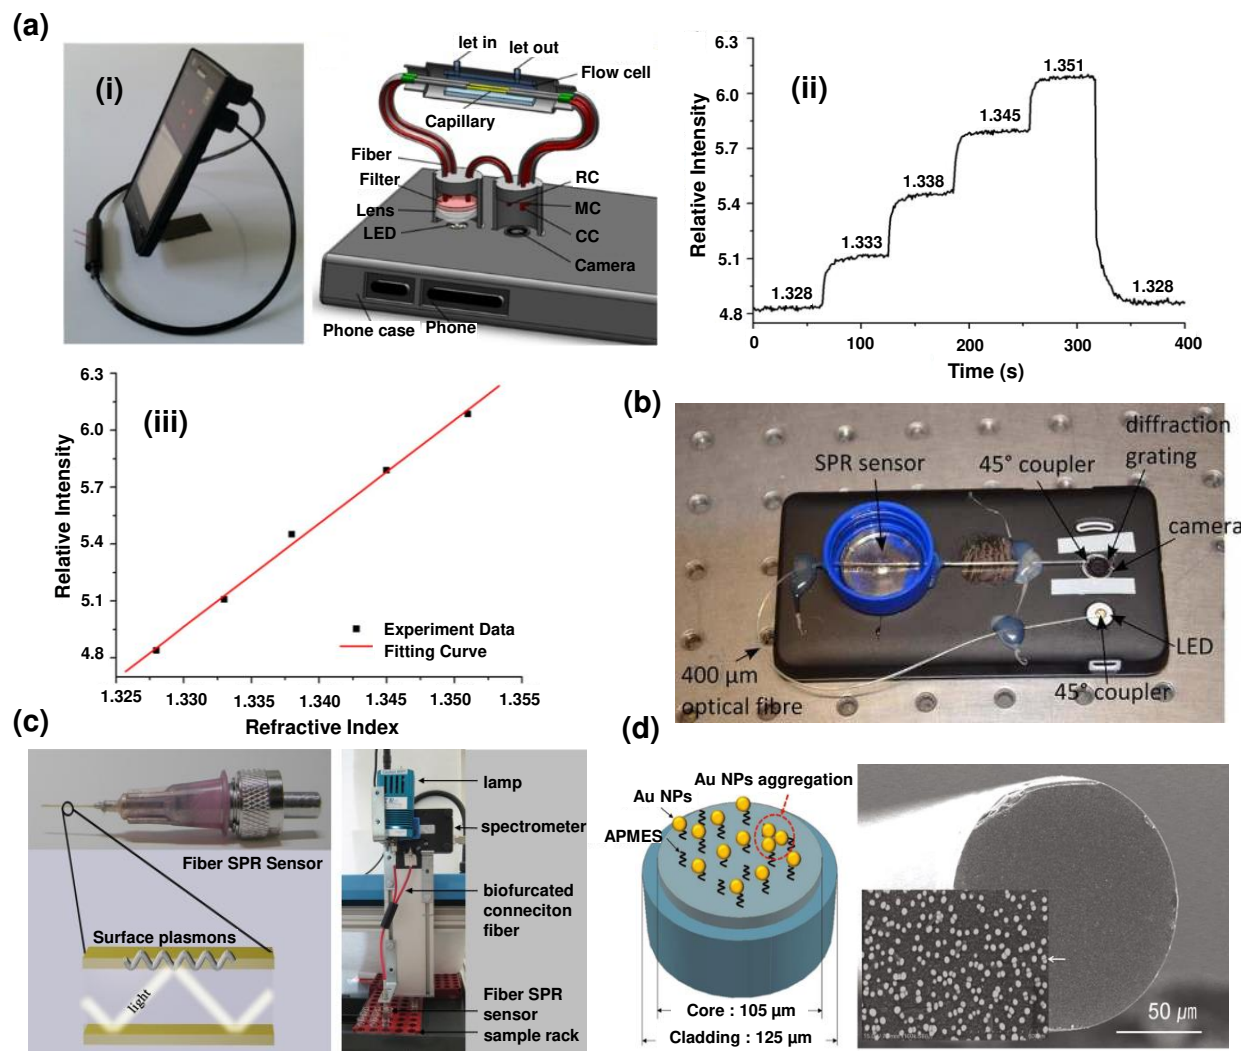 (a)
(i)
let in
let out
Flow cell
Capillary
Fiber
Filter
Lens
LED
RC
MC
CC
Camera
Phone case
Phone
(ii)
Relative Intensity
6.3
6.0
5.7
5.4
5.1
4.8
1.328
1.333
1.338
1.345
1.351
1.328
0
100
200
300
400
Time (s)
(iii)
Relative Intensity
6.3
6.0
5.7
5.4
5.1
4.8
Experiment Data
Fitting Curve
1.325
1.330
1.335
1.340
1.345
1.350
1.355
Refractive Index
(b)
SPR sensor
45° coupler
diffraction
grating
camera
LED
45° coupler
400 µm
optical fibre
(c)
Fiber SPR Sensor
Surface plasmons
light
lamp
spectrometer
biofurcated
conneciton
fiber
Fiber SPR
sensor
sample rack
(d)
Au NPs aggregation
Au NPs
APMES
Core : 105 µm
Cladding : 125 µm
50 µm